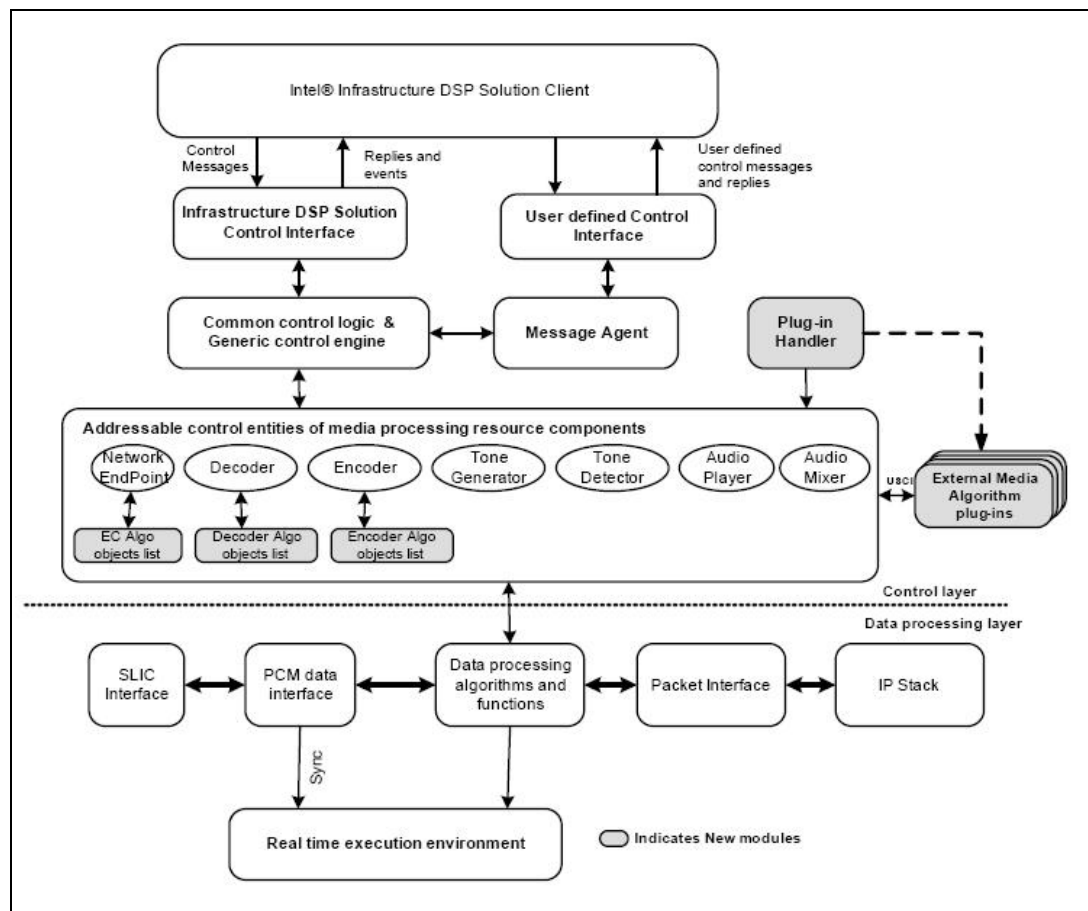 Intel® Infrastructure DSP Solution Client
Control
Messages
Replies and
events
User defined
control messages
and replies
Infrastructure DSP Solution
Control Interface
User defined Control
Interface
Common control logic &
Generic control engine
Message Agent
Plug-in
Handler
Addressable control entities of media processing resource components
Network
EndPoint
Decoder
Encoder
Tone
Generator
Tone
Detector
Audio
Player
Audio
Mixer
USCI
External Media
Algorithm
plug-ins
EC Algo
objects list
Decoder Algo
objects list
Encoder Algo
objects list
Control layer
Data processing layer
SLIC
Interface
PCM data
interface
Data processing
algorithms and
functions
Packet Interface
IP Stack
Sync
Real time execution environment
Indicates New modules